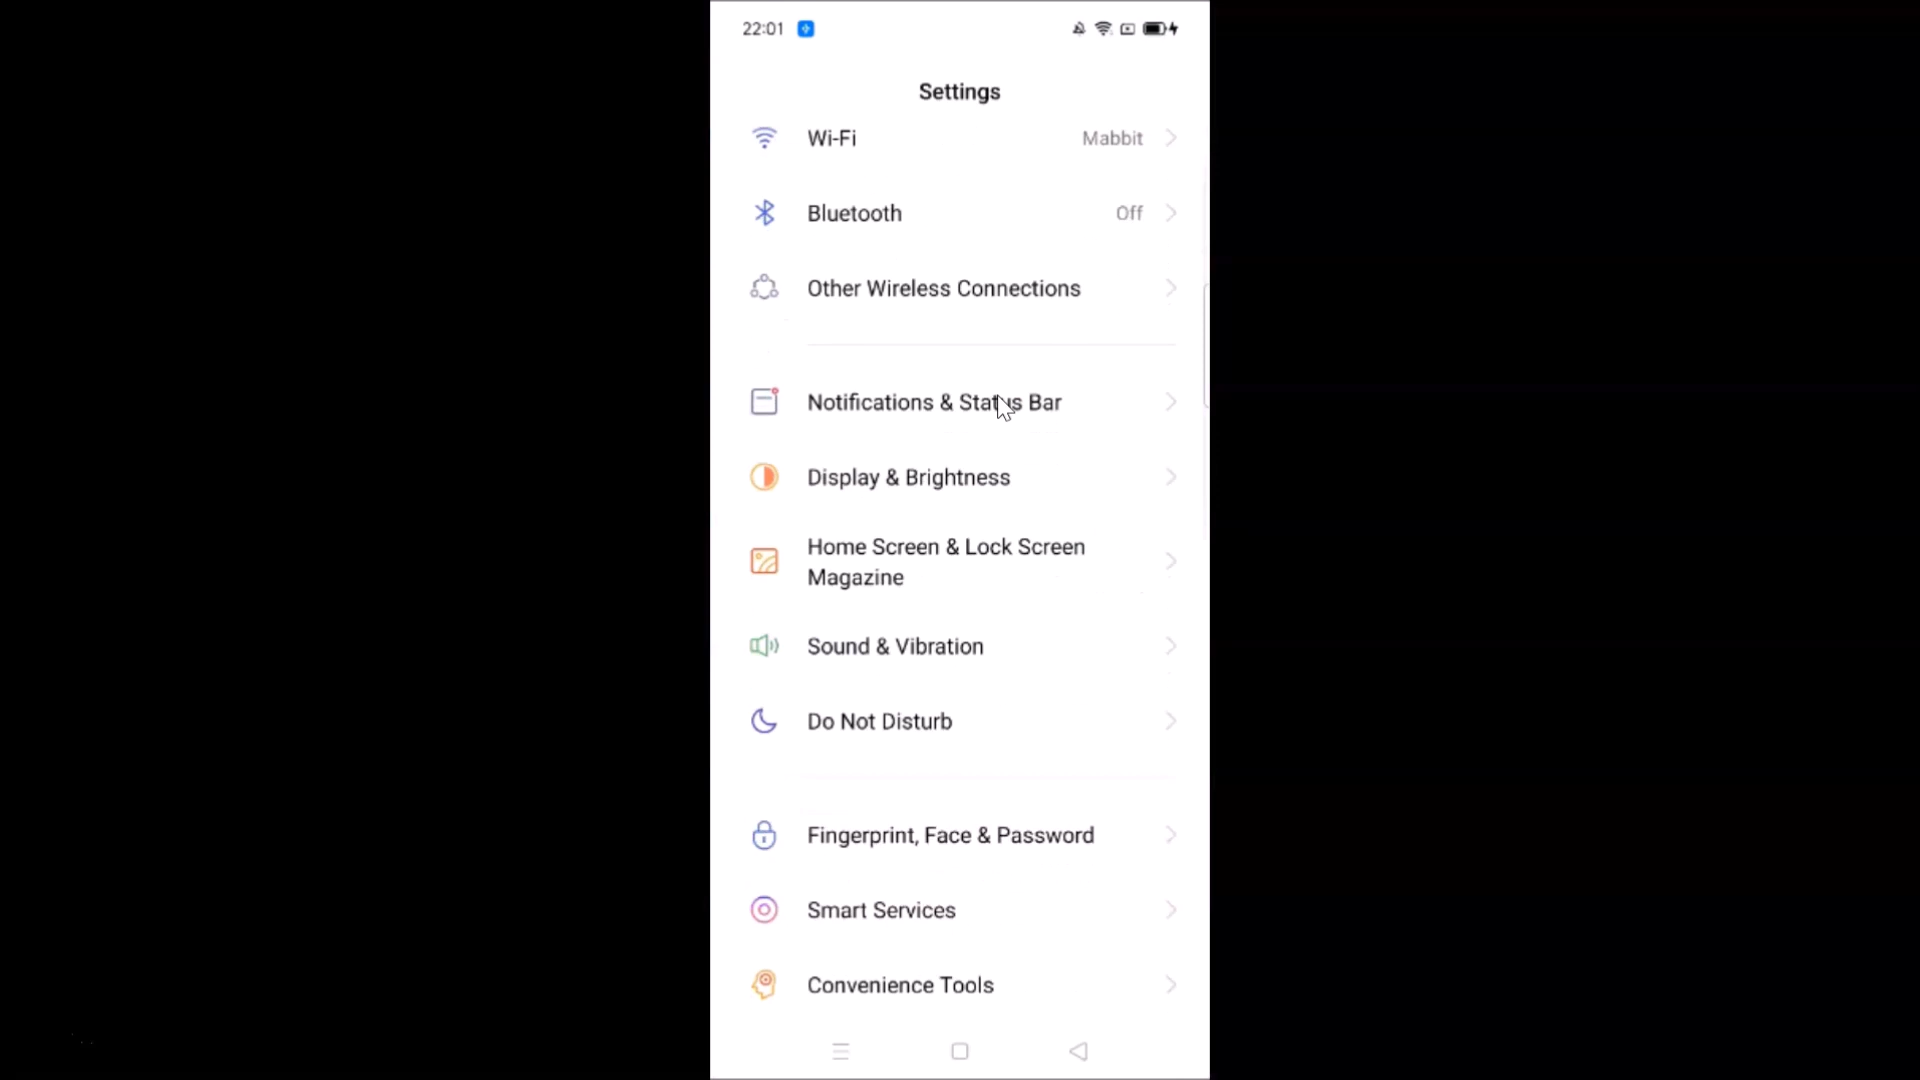 22:01
Settings
Wi-Fi Mabbit
Bluetooth Off
Other Wireless Connections
Notifications & Status Bar
Display & Brightness
Home Screen & Lock Screen
Magazine
Sound & Vibration
Do Not Disturb
Fingerprint, Face & Password
Smart Services
Convenience Tools